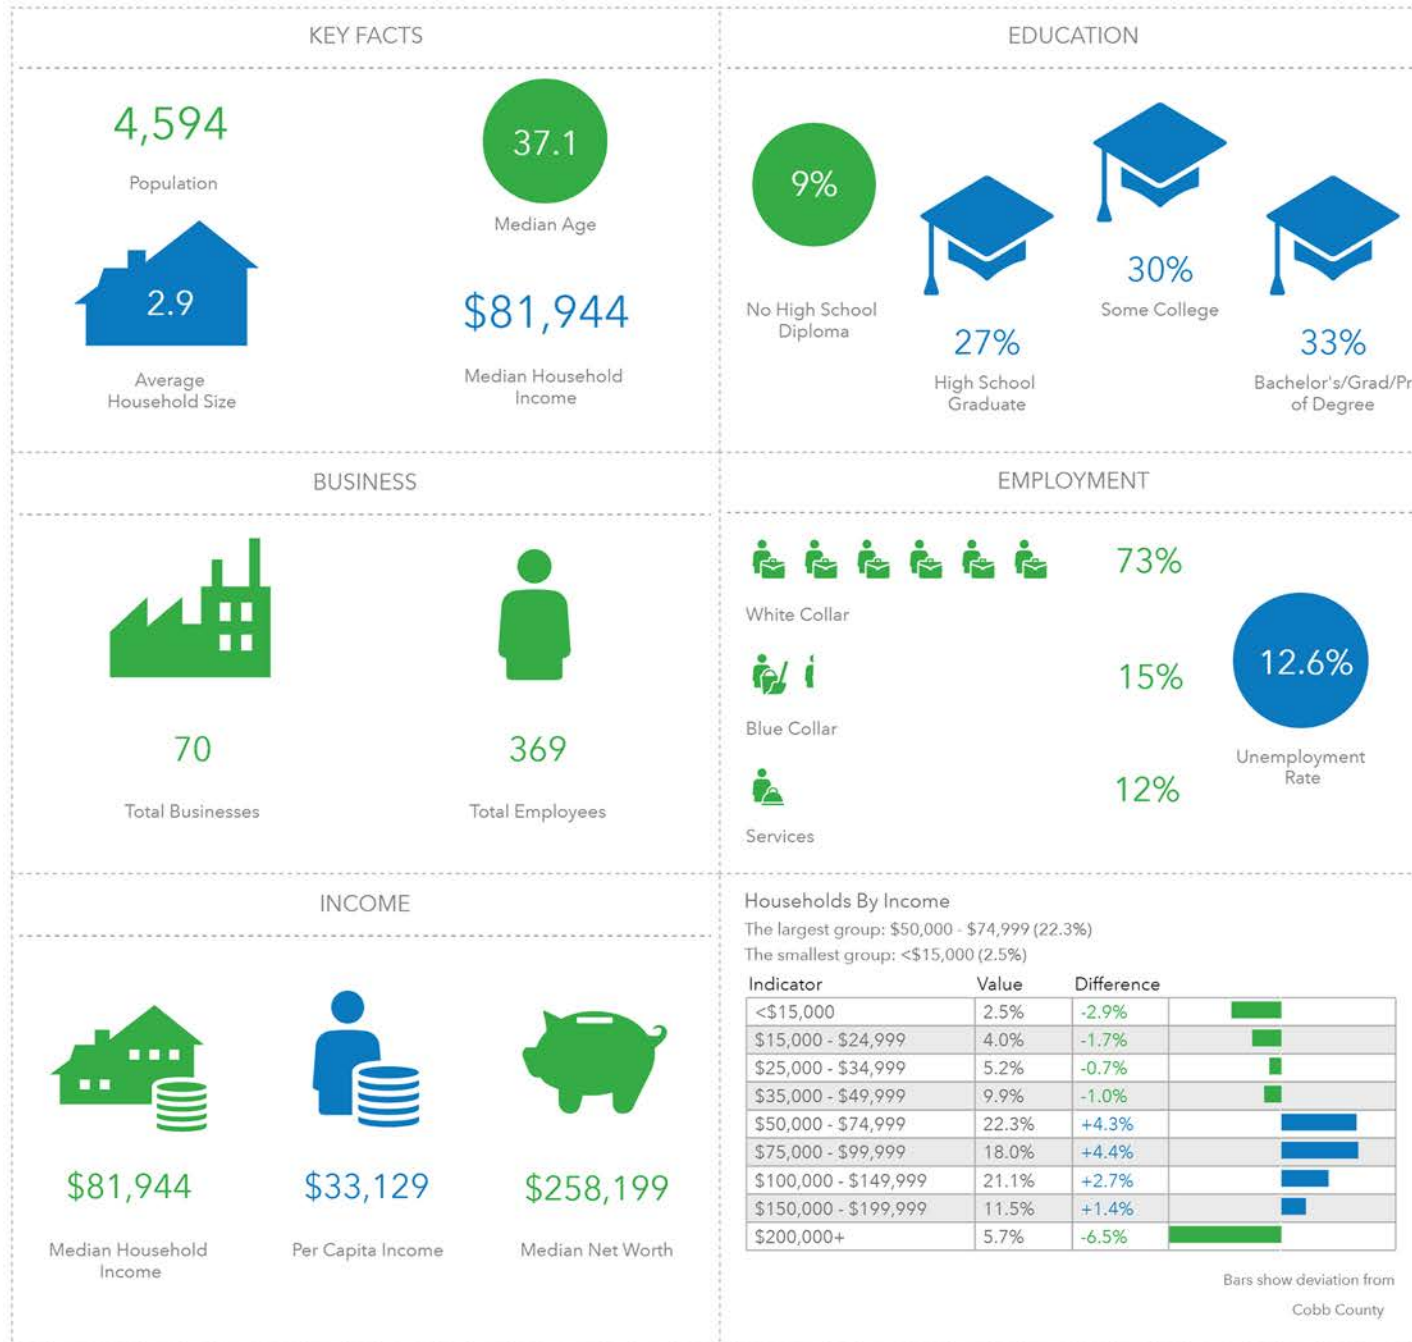 KEY FACTS
4,594
Population
37.1
Median Age
2.9
Average
Household Size
$81,944
Median Household
Income
EDUCATION
9%
No High School
Diploma
27%
High School
Graduate
30%
Some College
33%
Bachelor's/Grad/Pr
of Degree
BUSINESS
70
Total Businesses
369
Total Employees
EMPLOYMENT
73%
White Collar
15%
Blue Collar
12%
Services
12.6%
Unemployment
Rate
INCOME
$81,944
Median Household
Income
$33,129
Per Capita Income
$258,199
Median Net Worth
Households By Income
The largest group: $50,000 - $74,999 (22.3%)
The smallest group: <$15,000 (2.5%)
Indicator Value Difference
<$15,000 2.5% -2.9%
$15,000 - $24,999 4.0% -1.7%
$25,000 - $34,999 5.2% -0.7%
$35,000 - $49,999 9.9% -1.0%
$50,000 - $74,999 22.3% +4.3%
$75,000 - $99,999 18.0% +4.4%
$100,000 - $149,999 21.1% +2.7%
$150,000 - $199,999 11.5% +1.4%
$200,000+ 5.7% -6.5%
Bars show deviation from
Cobb County